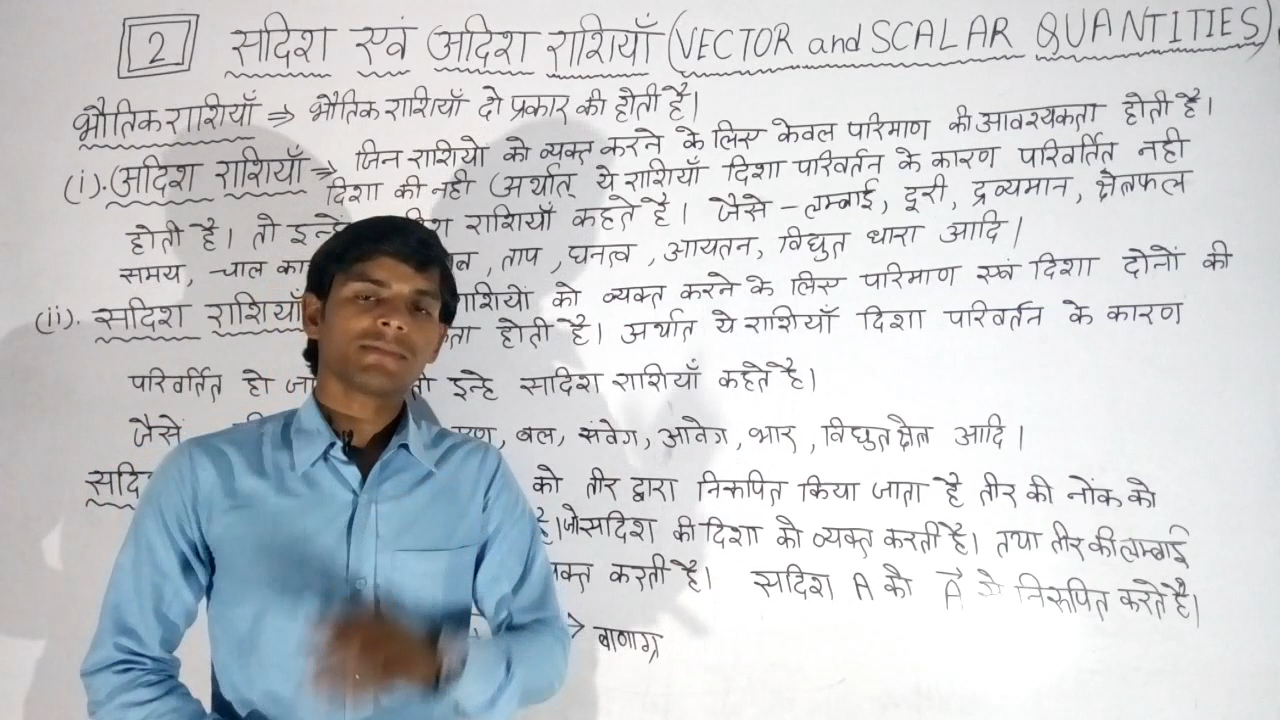 2 सदिश एवं अदिश राशियाँ (VECTOR and SCALAR QUANTITIES)
भौतिक राशियाँ ⇒ भौतिक राशियाँ दो प्रकार की होती है।
(i). अदिश राशियाँ ⇒ जिन राशियो को व्यक्त करने के लिए केवल परिमाण की आवश्यकता होती है।
दिशा की नही (अर्थात् ये राशियाँ दिशा परिवर्तन के कारण परिवर्तित नही
होती है। तो इन्हे राशियाँ कहते है। जैसे - लम्बाई, दूरी, द्रव्यमान, क्षेत्रफल
समय, चाल का , ताप, घनत्व, आयतन, विद्युत धारा आदि।
(ii). सदिश राशियाँ राशियों को व्यक्त करने के लिए परिमाण एवं दिशा दोनों की
होती है। अर्थात ये राशियाँ दिशा परिवर्तन के कारण
परिवर्तित हो इन्हे सदिश राशियाँ कहते है।
जैसे , बल, संवेग, आवेग, भार, विद्युत क्षेत्र आदि।
सदि को तीर द्वारा निरूपित किया जाता है तीर की नोंक को
है। जो सदिश की दिशा को व्यक्त करती है। तथा तीर की लम्बाई
करती है। सदिश A को A⃗ से निरूपित करते है।
→ बाणाग्र